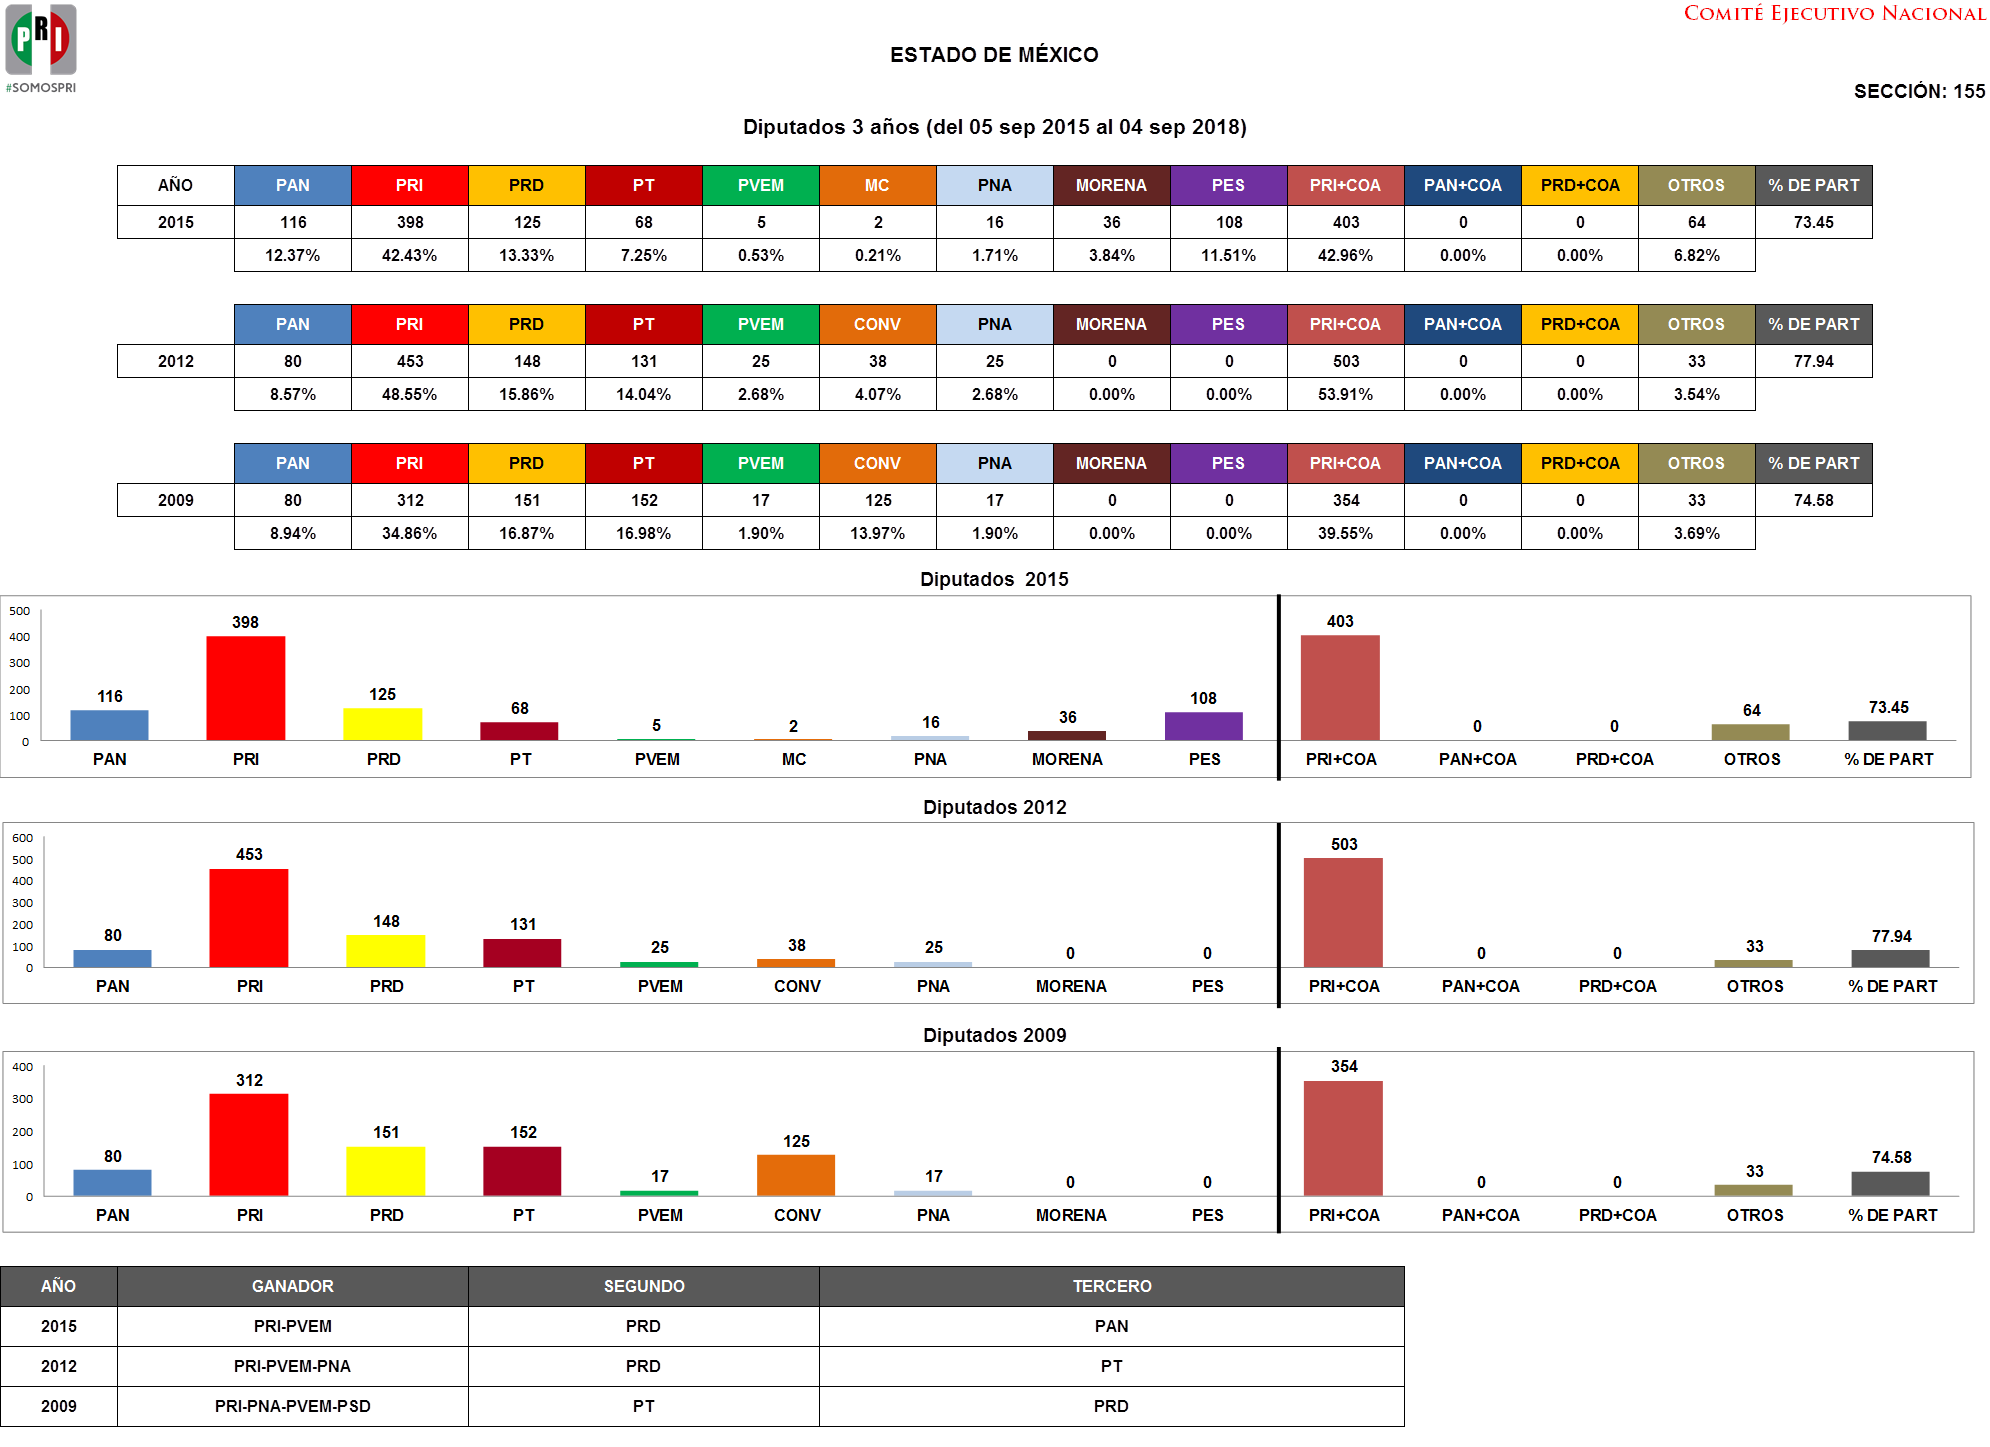 PRI
#SOMOSPRI
COMITÉ EJECUTIVO NACIONAL
ESTADO DE MÉXICO
SECCIÓN: 155
Diputados 3 años (del 05 sep 2015 al 04 sep 2018)
AÑO PAN PRI PRD PT PVEM MC PNA MORENA PES PRI+COA PAN+COA PRD+COA OTROS % DE PART
2015 116 398 125 68 5 2 16 36 108 403 0 0 64 73.45
12.37% 42.43% 13.33% 7.25% 0.53% 0.21% 1.71% 3.84% 11.51% 42.96% 0.00% 0.00% 6.82%
PAN PRI PRD PT PVEM CONV PNA MORENA PES PRI+COA PAN+COA PRD+COA OTROS % DE PART
2012 80 453 148 131 25 38 25 0 0 503 0 0 33 77.94
8.57% 48.55% 15.86% 14.04% 2.68% 4.07% 2.68% 0.00% 0.00% 53.91% 0.00% 0.00% 3.54%
PAN PRI PRD PT PVEM CONV PNA MORENA PES PRI+COA PAN+COA PRD+COA OTROS % DE PART
2009 80 312 151 152 17 125 17 0 0 354 0 0 33 74.58
8.94% 34.86% 16.87% 16.98% 1.90% 13.97% 1.90% 0.00% 0.00% 39.55% 0.00% 0.00% 3.69%
Diputados 2015
500
400
300
200
100
0
116 398 125 68 5 2 16 36 108 403 0 0 64 73.45
PAN PRI PRD PT PVEM MC PNA MORENA PES PRI+COA PAN+COA PRD+COA OTROS % DE PART
Diputados 2012
600
500
400
300
200
100
0
80 453 148 131 25 38 25 0 0 503 0 0 33 77.94
PAN PRI PRD PT PVEM CONV PNA MORENA PES PRI+COA PAN+COA PRD+COA OTROS % DE PART
Diputados 2009
400
300
200
100
0
80 312 151 152 17 125 17 0 0 354 0 0 33 74.58
PAN PRI PRD PT PVEM CONV PNA MORENA PES PRI+COA PAN+COA PRD+COA OTROS % DE PART
AÑO GANADOR SEGUNDO TERCERO
2015 PRI-PVEM PRD PAN
2012 PRI-PVEM-PNA PRD PT
2009 PRI-PNA-PVEM-PSD PT PRD